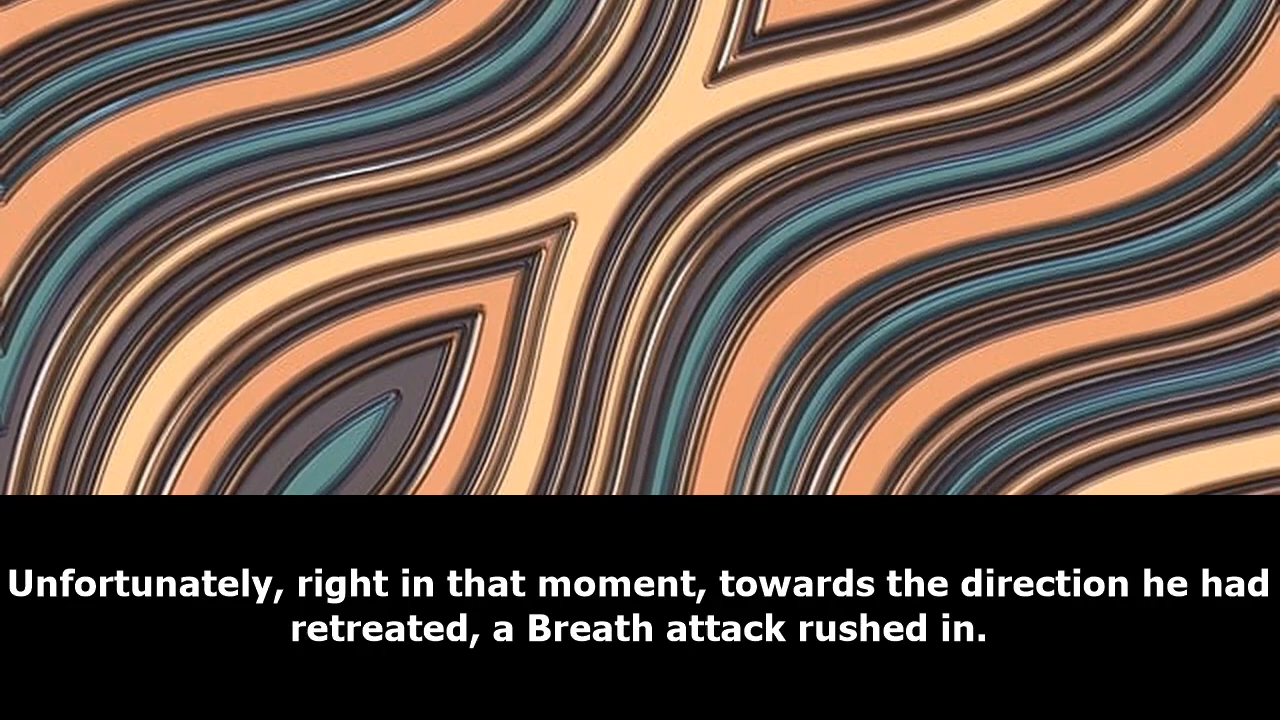 Unfortunately, right in that moment, towards the direction he had
retreated, a Breath attack rushed in.